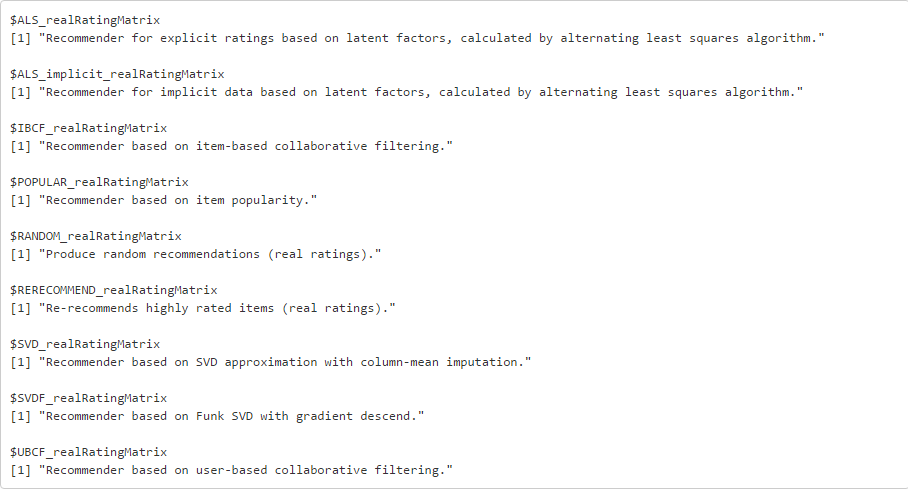 $ALS_realRatingMatrix
[1] "Recommender for explicit ratings based on latent factors, calculated by alternating least squares algorithm."
$ALS_implicit_realRatingMatrix
[1] "Recommender for implicit data based on latent factors, calculated by alternating least squares algorithm."
$IBCF_realRatingMatrix
[1] "Recommender based on item-based collaborative filtering."
$POPULAR_realRatingMatrix
[1] "Recommender based on item popularity."
$RANDOM_realRatingMatrix
[1] "Produce random recommendations (real ratings)."
$RERECOMMEND_realRatingMatrix
[1] "Re-recommends highly rated items (real ratings)."
$SVD_realRatingMatrix
[1] "Recommender based on SVD approximation with column-mean imputation."
$SVDF_realRatingMatrix
[1] "Recommender based on Funk SVD with gradient descend."
$UBCF_realRatingMatrix
[1] "Recommender based on user-based collaborative filtering."